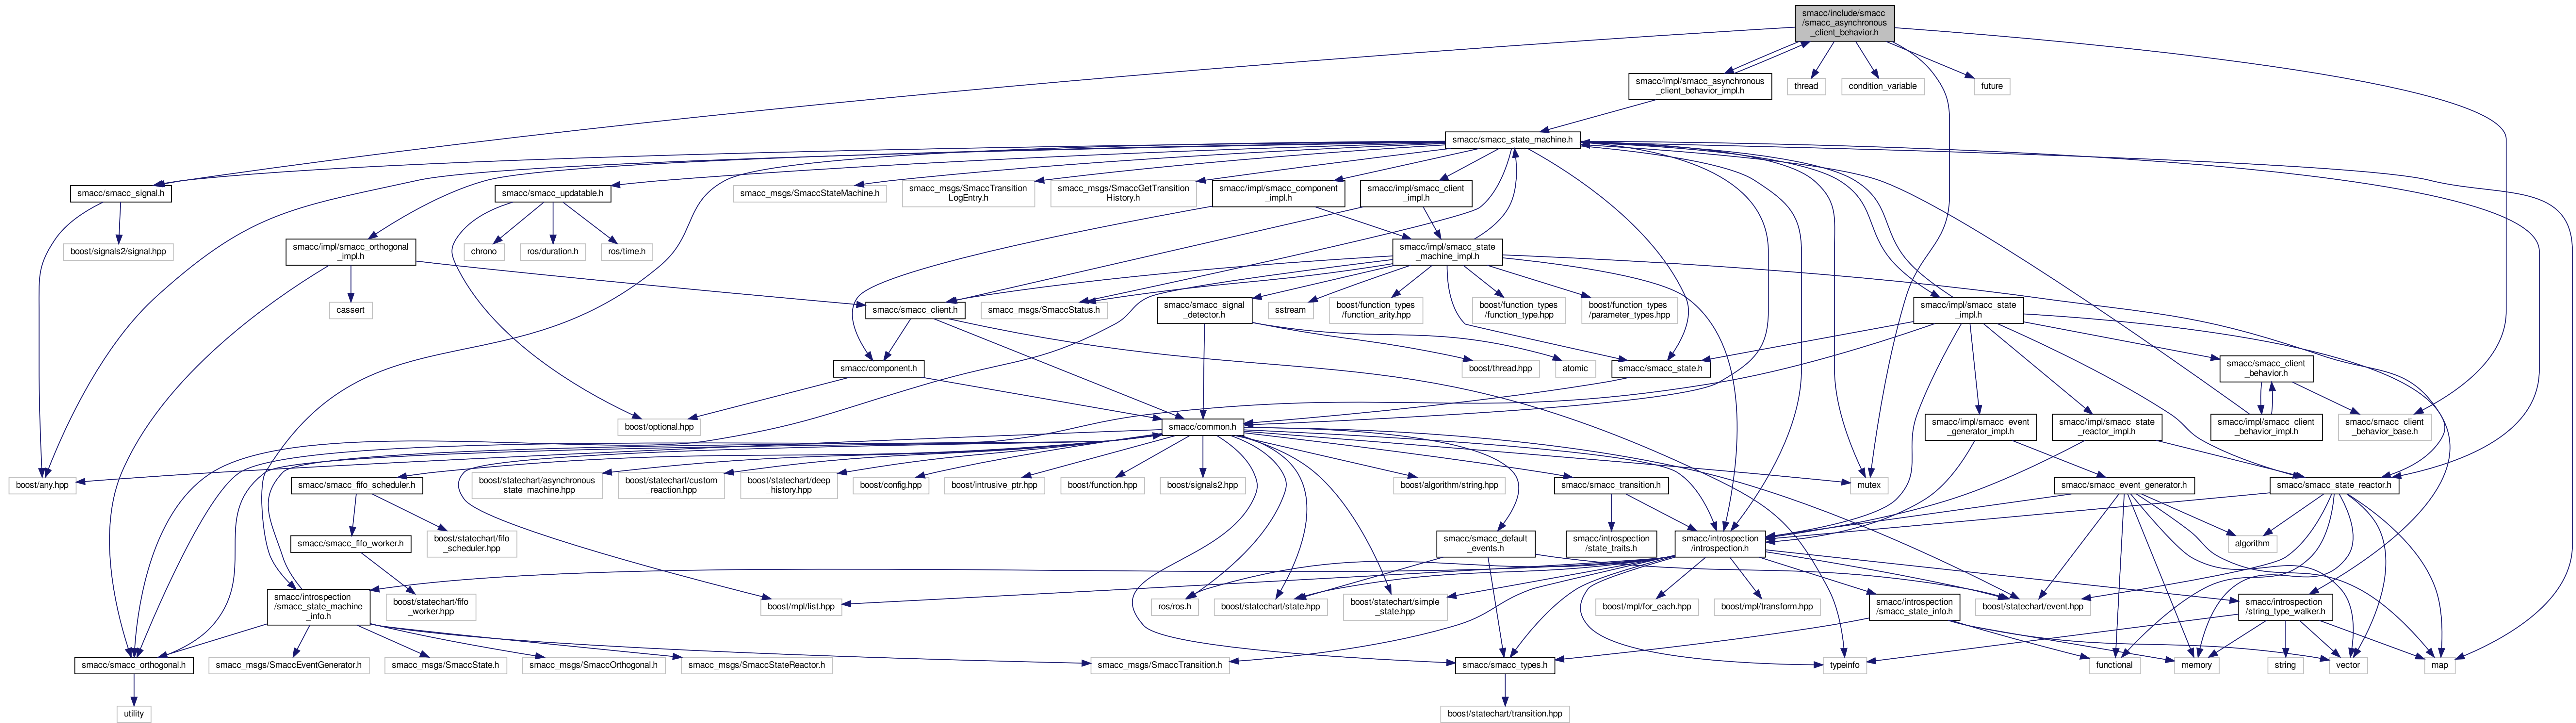 smacc/include/smacc
/smacc_asynchronous
_client_behavior.h
smacc/impl/smacc_asynchronous
_client_behavior_impl.h
thread
condition_variable
future
smacc/smacc_state_machine.h
smacc/smacc_signal.h
smacc/smacc_updatable.h
smacc_msgs/SmaccStateMachine.h
smacc_msgs/SmaccTransition
LogEntry.h
smacc_msgs/SmaccGetTransition
History.h
smacc/impl/smacc_component
_impl.h
smacc/impl/smacc_client
_impl.h
boost/signals2/signal.hpp
smacc/impl/smacc_orthogonal
_impl.h
chrono
ros/duration.h
ros/time.h
smacc/impl/smacc_state
_machine_impl.h
cassert
smacc/smacc_client.h
smacc_msgs/SmaccStatus.h
smacc/smacc_signal
_detector.h
sstream
boost/function_types
/function_arity.hpp
boost/function_types
/function_type.hpp
boost/function_types
/parameter_types.hpp
smacc/impl/smacc_state
_impl.h
smacc/component.h
boost/thread.hpp
atomic
smacc/smacc_state.h
smacc/smacc_client
_behavior.h
boost/optional.hpp
smacc/common.h
smacc/impl/smacc_event
_generator_impl.h
smacc/impl/smacc_state
_reactor_impl.h
smacc/impl/smacc_client
_behavior_impl.h
smacc/smacc_client
_behavior_base.h
boost/any.hpp
smacc/smacc_fifo_scheduler.h
boost/statechart/asynchronous
_state_machine.hpp
boost/statechart/custom
_reaction.hpp
boost/statechart/deep
_history.hpp
boost/config.hpp
boost/intrusive_ptr.hpp
boost/function.hpp
boost/signals2.hpp
boost/algorithm/string.hpp
smacc/smacc_transition.h
mutex
smacc/smacc_event_generator.h
smacc/smacc_state_reactor.h
smacc/smacc_fifo_worker.h
boost/statechart/fifo
_scheduler.hpp
smacc/smacc_default
_events.h
smacc/introspection
/state_traits.h
smacc/introspection
/introspection.h
algorithm
smacc/introspection
/smacc_state_machine
_info.h
boost/statechart/fifo
_worker.hpp
boost/mpl/list.hpp
ros/ros.h
boost/statechart/state.hpp
boost/statechart/simple
_state.hpp
boost/mpl/for_each.hpp
boost/mpl/transform.hpp
smacc/introspection
/smacc_state_info.h
boost/statechart/event.hpp
smacc/introspection
/string_type_walker.h
smacc/smacc_orthogonal.h
smacc_msgs/SmaccEventGenerator.h
smacc_msgs/SmaccState.h
smacc_msgs/SmaccOrthogonal.h
smacc_msgs/SmaccStateReactor.h
smacc_msgs/SmaccTransition.h
smacc/smacc_types.h
typeinfo
functional
memory
string
vector
map
utility
boost/statechart/transition.hpp